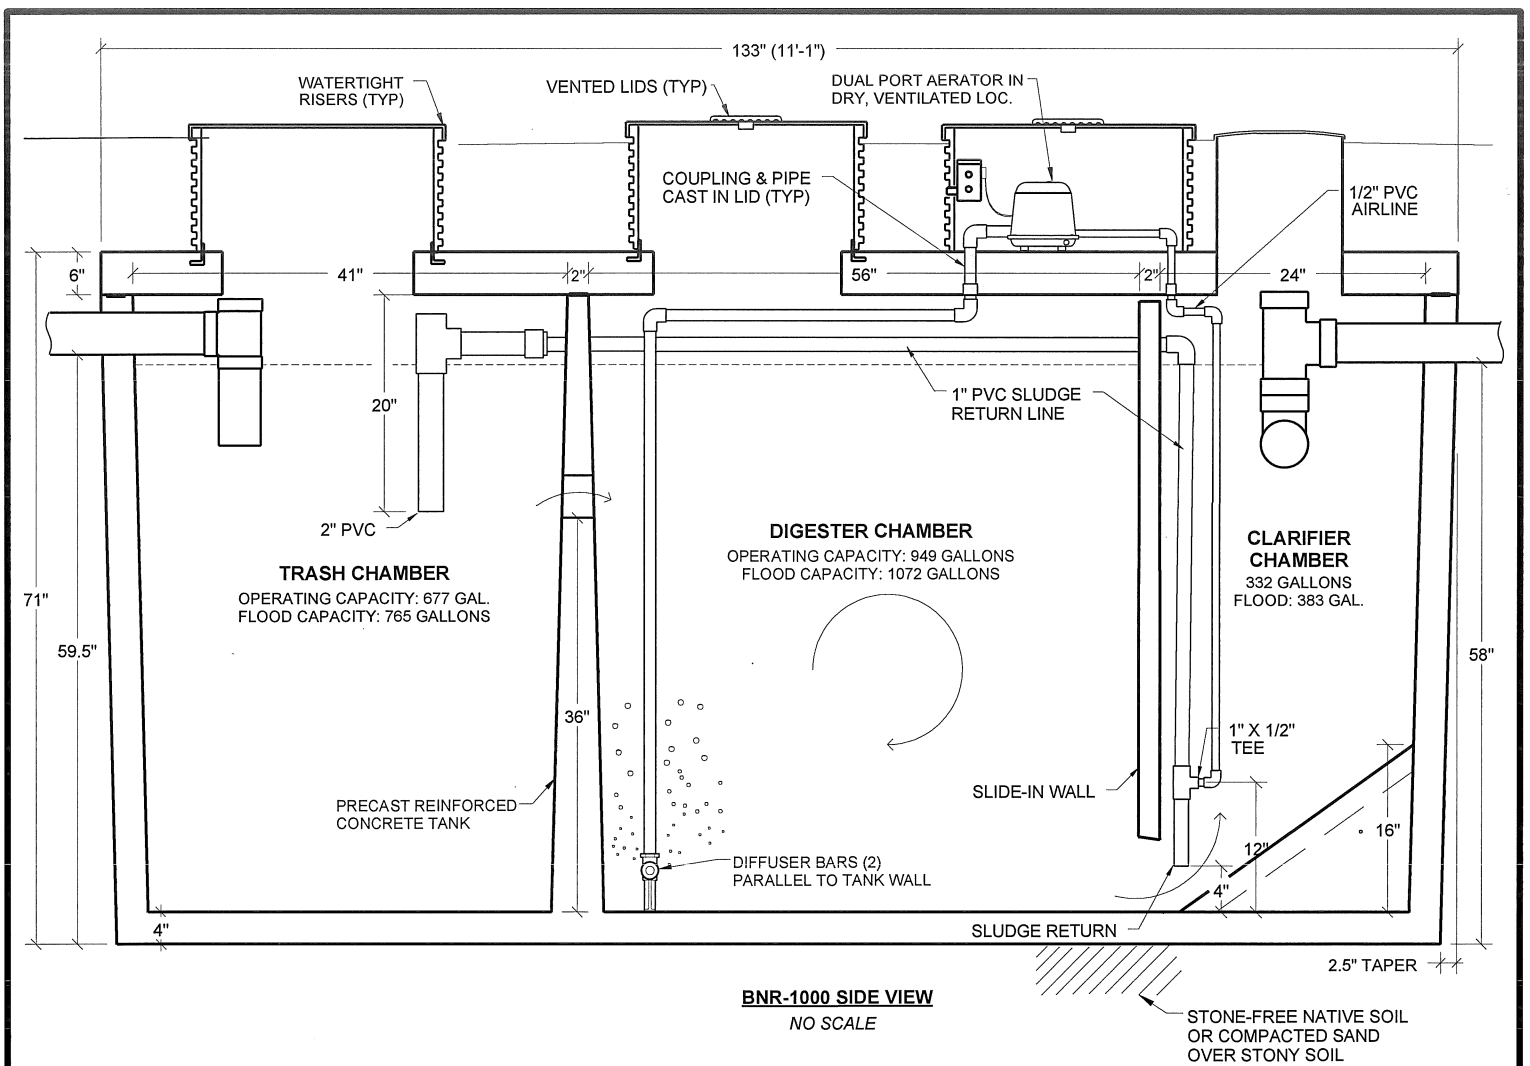 133" (11'-1")
WATERTIGHT
RISERS (TYP)
VENTED LIDS (TYP)
DUAL PORT AERATOR IN
DRY, VENTILATED LOC.
COUPLING & PIPE
CAST IN LID (TYP)
1/2" PVC
AIRLINE
6"
41"
2"
56"
2"
24"
20"
1" PVC SLUDGE
RETURN LINE
2" PVC
TRASH CHAMBER
OPERATING CAPACITY: 677 GAL.
FLOOD CAPACITY: 765 GALLONS
DIGESTER CHAMBER
OPERATING CAPACITY: 949 GALLONS
FLOOD CAPACITY: 1072 GALLONS
CLARIFIER
CHAMBER
332 GALLONS
FLOOD: 383 GAL.
71"
59.5"
58"
36"
1" X 1/2"
TEE
PRECAST REINFORCED
CONCRETE TANK
SLIDE-IN WALL
16"
12"
DIFFUSER BARS (2)
PARALLEL TO TANK WALL
4"
4"
SLUDGE RETURN
2.5" TAPER
BNR-1000 SIDE VIEW
NO SCALE
STONE-FREE NATIVE SOIL
OR COMPACTED SAND
OVER STONY SOIL